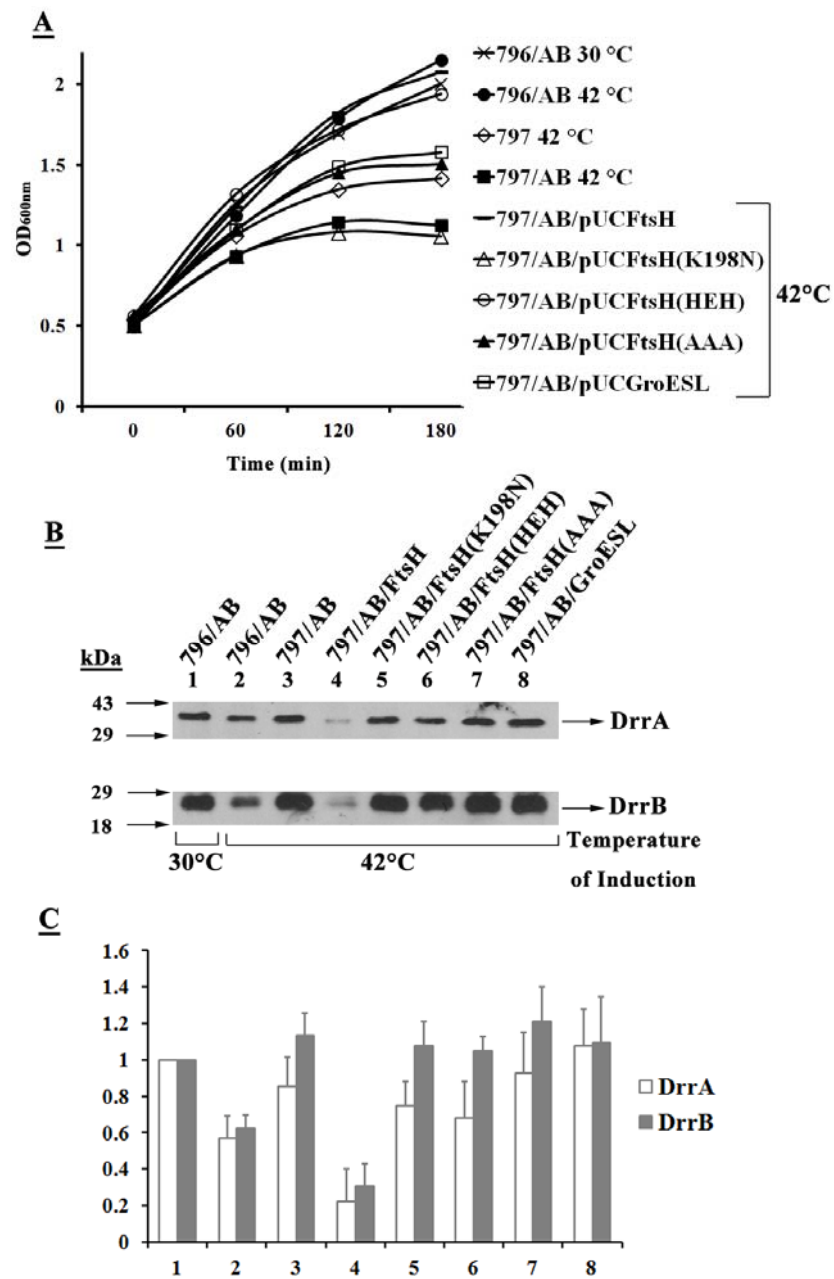 A
2
1.5
1
0.5
0
OD600nm
0 60 120 180
Time (min)
796/AB 30 °C
796/AB 42 °C
797 42 °C
797/AB 42 °C
797/AB/pUCFtsH
797/AB/pUCFtsH(K198N)
797/AB/pUCFtsH(HEH)
797/AB/pUCFtsH(AAA)
797/AB/pUCGroESL
42°C
B
796/AB
796/AB
797/AB
797/AB/FtsH
797/AB/FtsH(K198N)
797/AB/FtsH(HEH)
797/AB/FtsH(AAA)
797/AB/GroESL
kDa
1 2 3 4 5 6 7 8
43
29
DrrA
29
18
DrrB
30°C
42°C
Temperature
of Induction
C
1.6
1.4
1.2
1
0.8
0.6
0.4
0.2
0
1 2 3 4 5 6 7 8
DrrA
DrrB